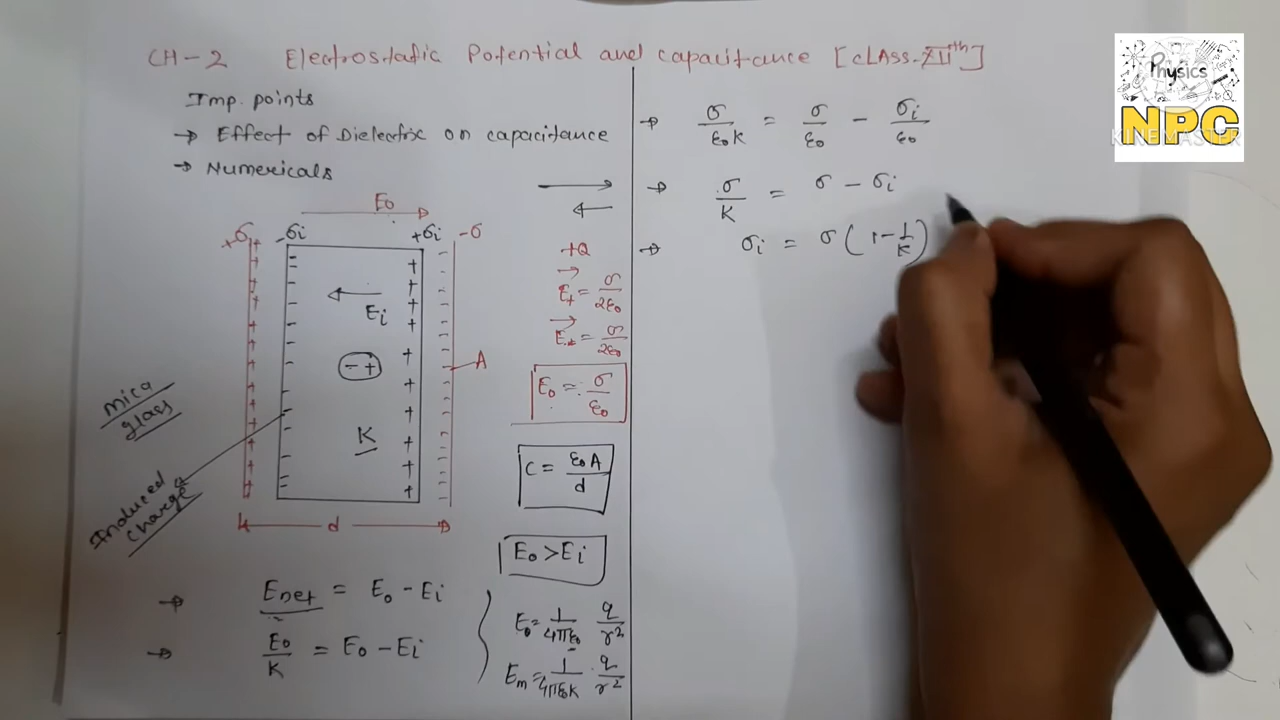 CH-2 Electrostatic Potential and capacitance [cLAss-XIIth]
Imp. points
→ Effect of Dielectric on capacitance
→ Numericals
E₀
+σ -σi +σi -σ
Ei
- +
K
A
d
mica
glass
Induced
charge
+Q
E₊ = σ/2ε₀
E₋ = σ/2ε₀
E₀ = σ/ε₀
C = ε₀A/d
E₀ > Ei
→ Enet = E₀ - Ei
→ E₀/K = E₀ - Ei
E₀ = 1/4πε₀ q/r²
Em = 1/4πε₀K q/r²
→ σ/ε₀K = σ/ε₀ - σi/ε₀
→ σ/K = σ - σi
→ σi = σ(1 - 1/K)
Physics
NPC
KINEMASTER